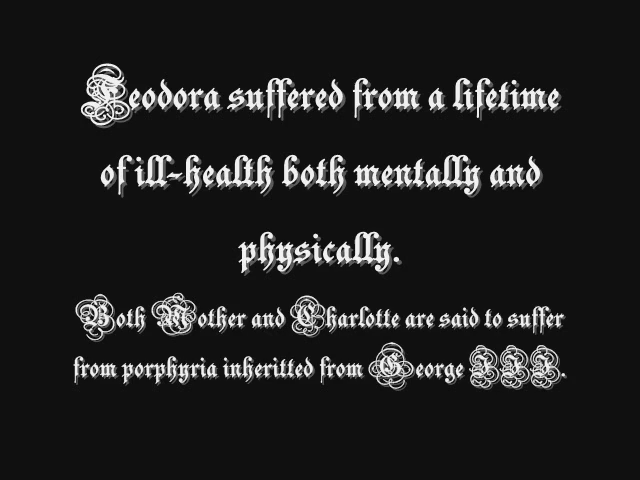 Feodora suffered from a lifetime
of ill-health both mentally and
physically.
Both Mother and Charlotte are said to suffer
from porphyria inheritted from George III.